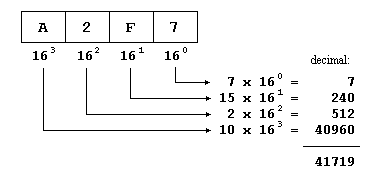 A 2 F 7
16³ 16² 16¹ 16⁰
decimal:
7 x 16⁰ = 7
15 x 16¹ = 240
2 x 16² = 512
10 x 16³ = 40960
41719